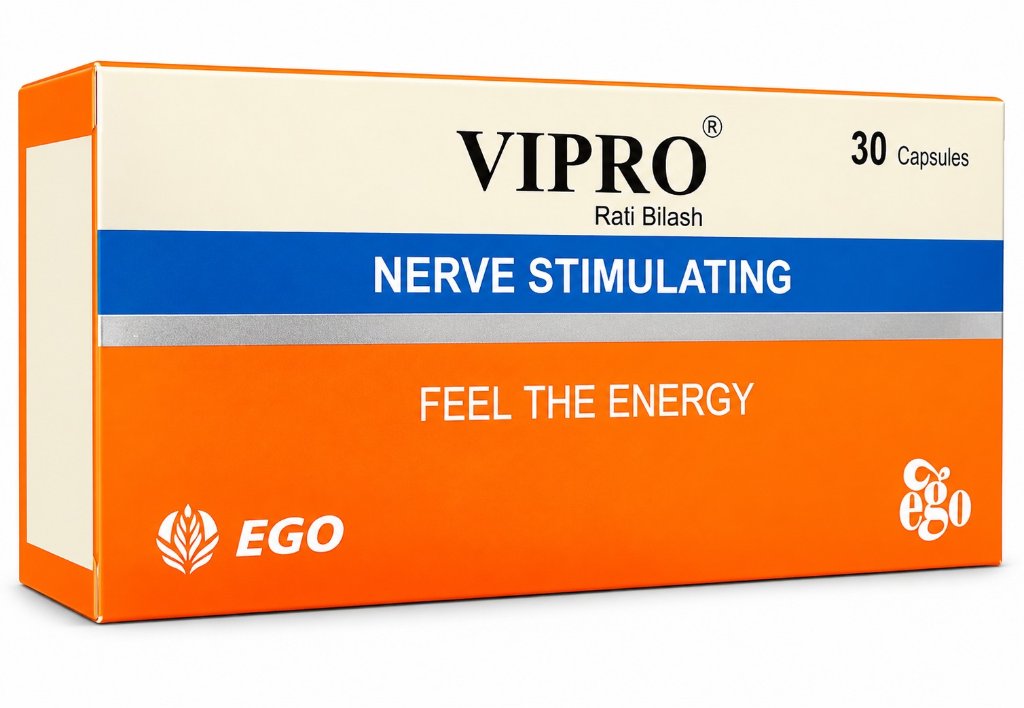 VIPRO®
30 Capsules
Rati Bilash
NERVE STIMULATING
FEEL THE ENERGY
EGO
ego